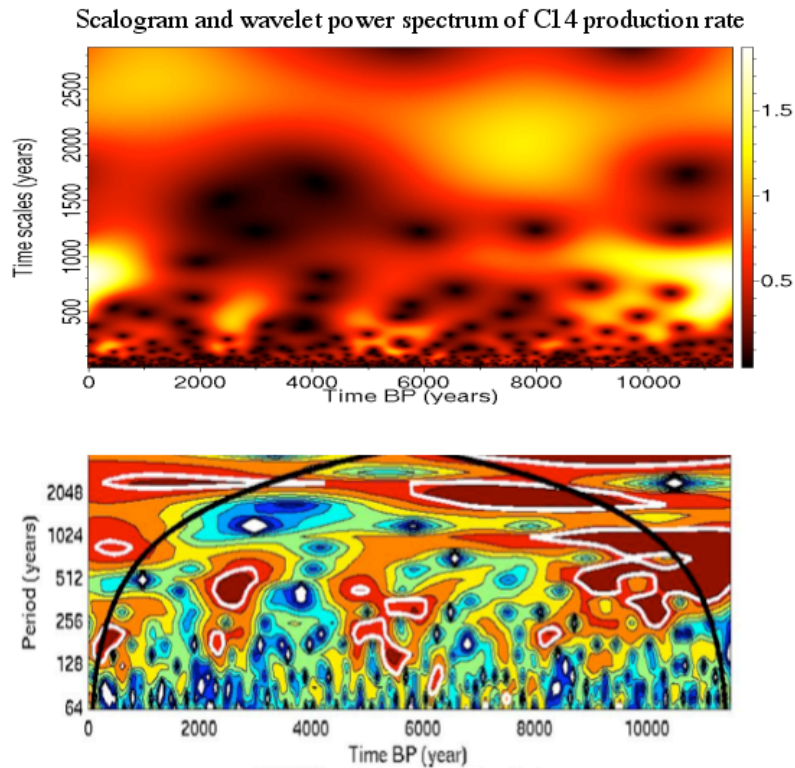 Scalogram and wavelet power spectrum of C14 production rate
Time scales (years)
2500
2000
1500
1000
500
1.5
1
0.5
0 2000 4000 6000 8000 10000
Time BP (years)
Period (years)
2048
1024
512
256
128
64
0 2000 4000 6000 8000 10000
Time BP (year)